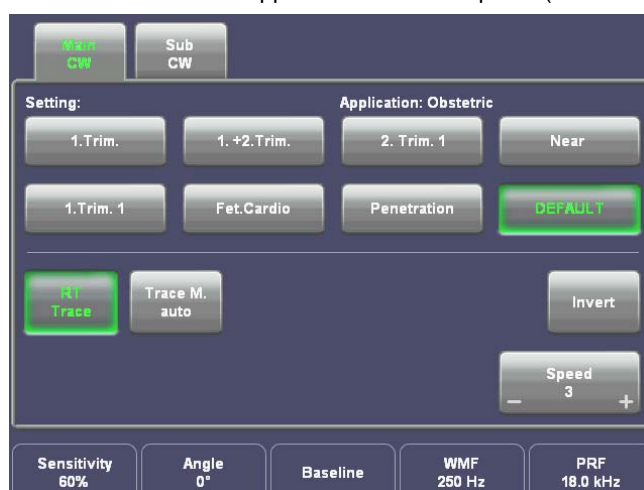 Main
CW
Sub
CW
Setting:
Application: Obstetric
1.Trim.
1. +2.Trim.
2. Trim. 1
Near
1.Trim. 1
Fet.Cardio
Penetration
DEFAULT
RT
Trace
Trace M.
auto
Invert
Speed
3
– +
Sensitivity
60%
Angle
0°
Baseline
WMF
250 Hz
PRF
18.0 kHz